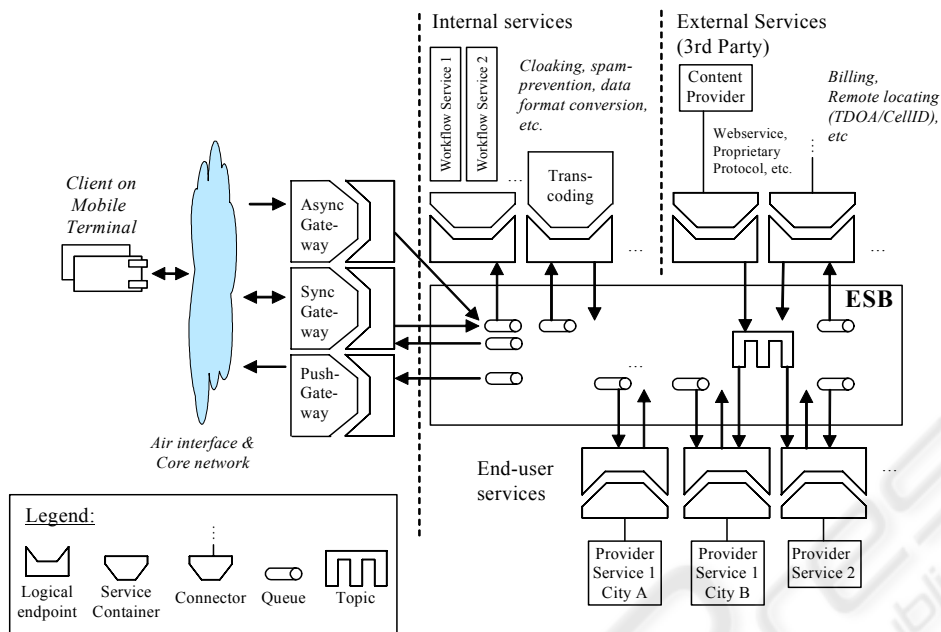 Internal services
External Services
(3rd Party)
Workflow Service 1
Workflow Service 2
Cloaking, spam-
prevention, data
format conversion,
etc.
Content
Provider
Billing,
Remote locating
(TDOA/CellID),
etc
Webservice,
Proprietary
Protocol, etc.
...
Trans-
coding
...
...
Client on
Mobile
Terminal
Async
Gate-
way
Sync
Gate-
way
Push-
Gate-
way
Air interface &
Core network
ESB
...
End-user
services
...
Provider
Service 1
City A
Provider
Service 1
City B
Provider
Service 2
Legend:
Logical
endpoint
Service
Container
Connector
Queue
Topic